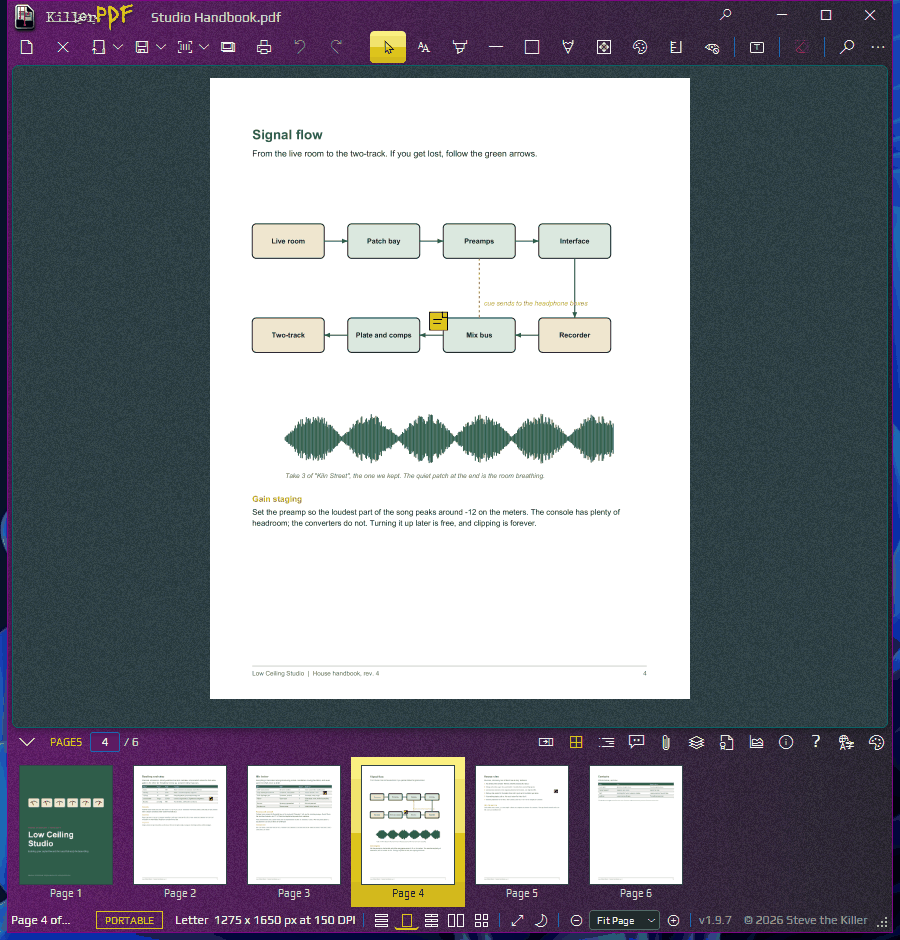 KillerPDF
Studio Handbook.pdf
Signal flow
From the live room to the two-track. If you get lost, follow the green arrows.
Live room
Patch bay
Preamps
Interface
cue sends to the headphone boxes
Two-track
Plate and comps
Mix bus
Recorder
Take 3 of "Kiln Street", the one we kept. The quiet patch at the end is the room breathing.
Gain staging
Set the preamp so the loudest part of the song peaks around -12 on the meters. The console has plenty of
headroom; the converters do not. Turning it up later is free, and clipping is forever.
Low Ceiling Studio | House handbook, rev. 4
4
PAGES 4 / 6
Low Ceiling
Studio
Page 1
Page 2
Page 3
Page 4
Page 5
Page 6
Page 4 of...
PORTABLE
Letter 1275 x 1650 px at 150 DPI
Fit Page
v1.9.7
© 2026 Steve the Killer